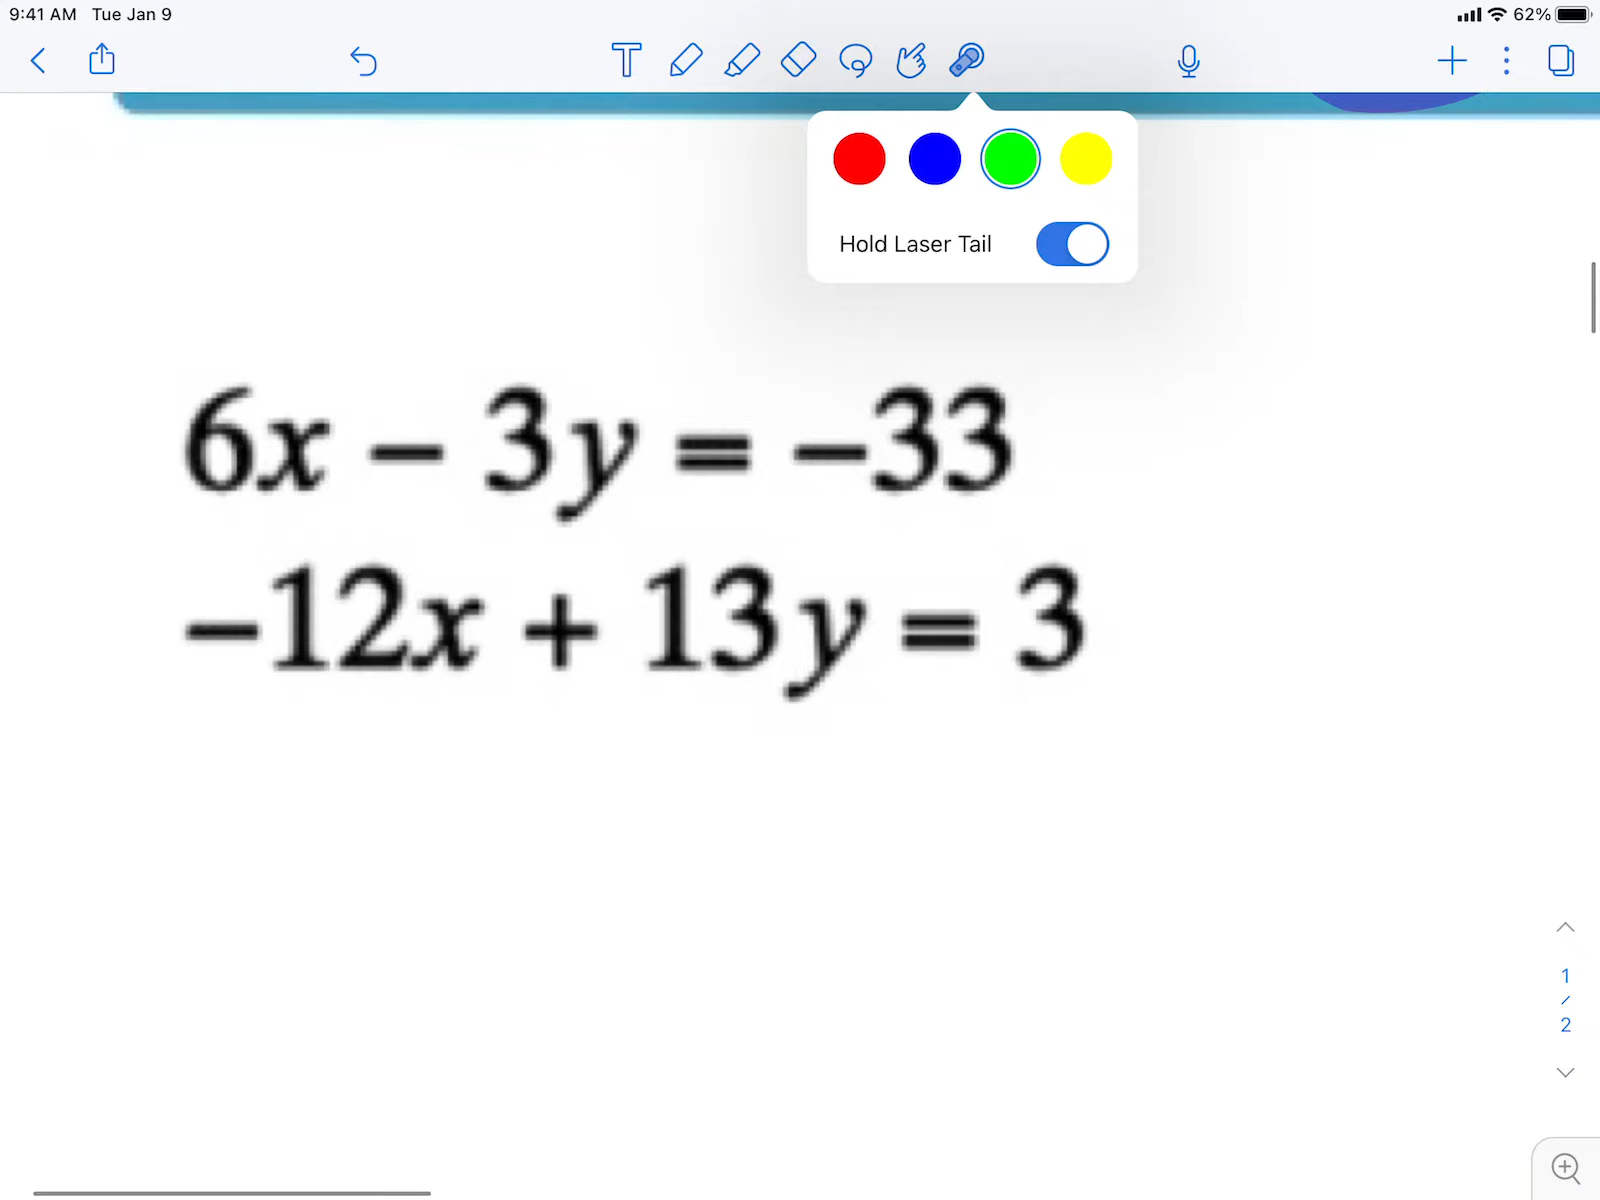 9:41 AM Tue Jan 9 62%
Hold Laser Tail
6x − 3y = −33
−12x + 13y = 3
1
/
2